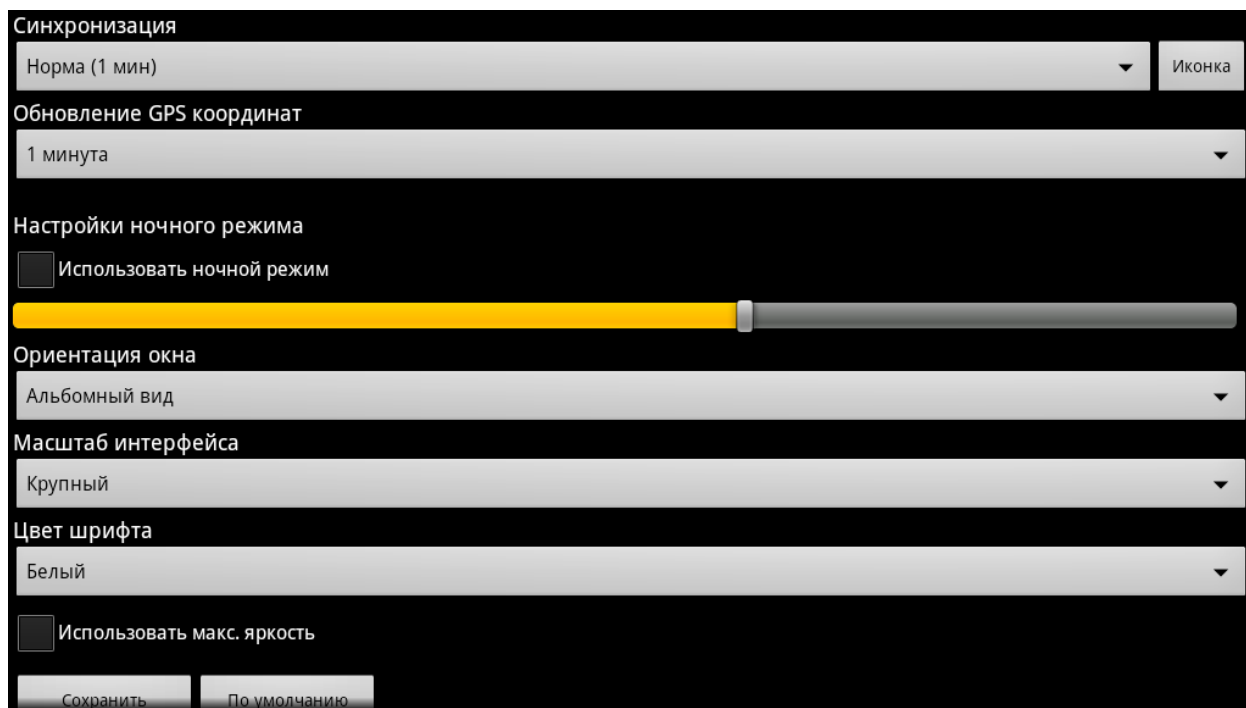 Синхронизация
Норма (1 мин)
Иконка
Обновление GPS координат
1 минута
Настройки ночного режима
Использовать ночной режим
Ориентация окна
Альбомный вид
Масштаб интерфейса
Крупный
Цвет шрифта
Белый
Использовать макс. яркость
Сохранить
По умолчанию